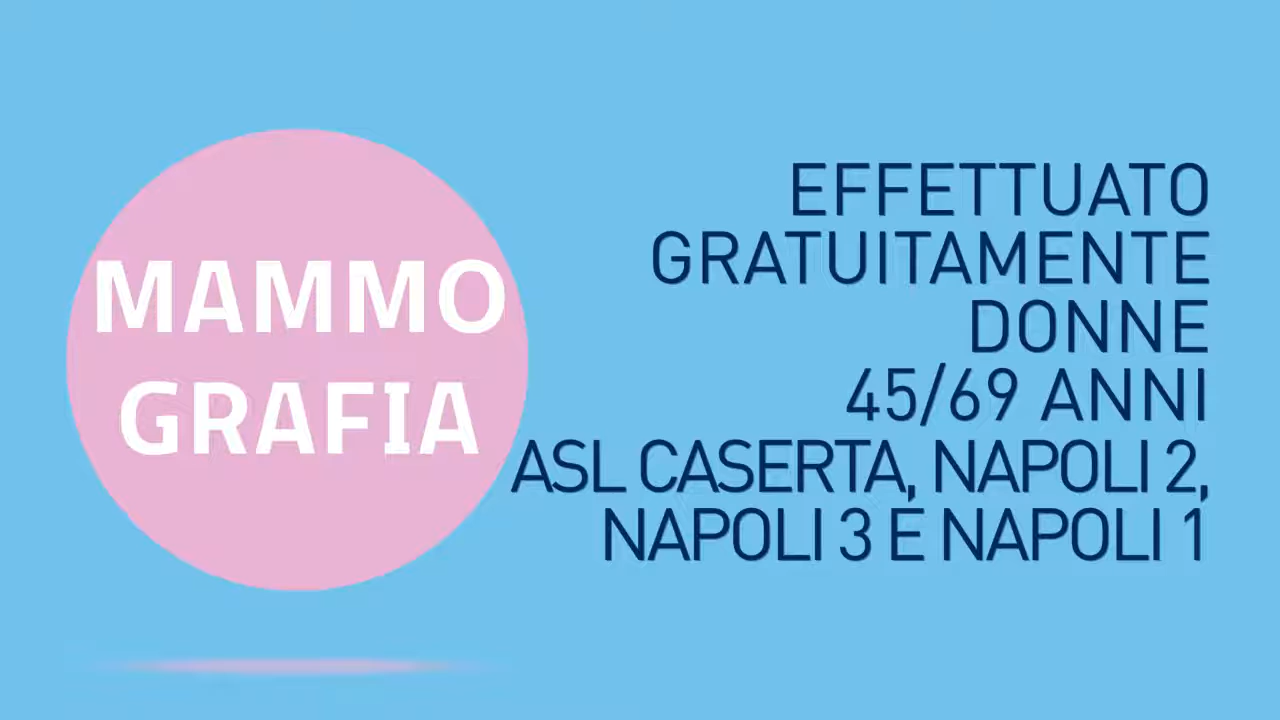 MAMMO
GRAFIA
EFFETTUATO
GRATUITAMENTE
DONNE
45/69 ANNI
ASL CASERTA, NAPOLI 2,
NAPOLI 3 E NAPOLI 1